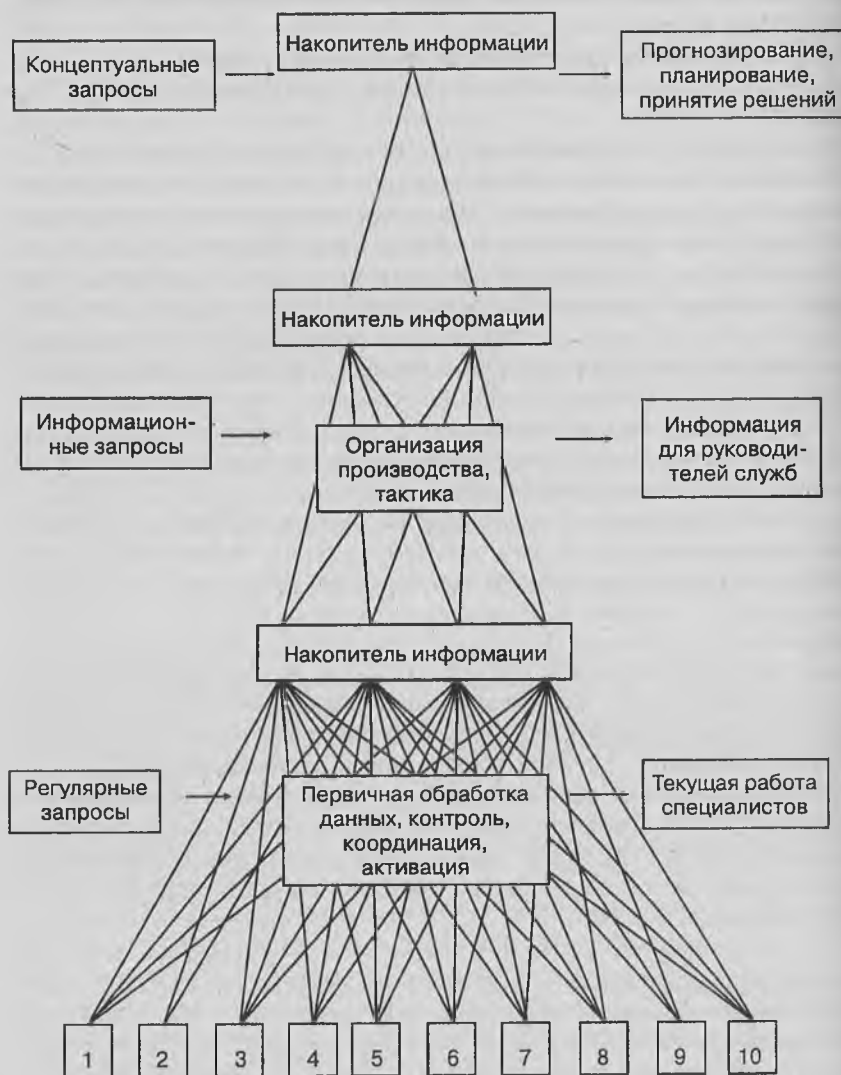 Накопитель информации
Концептуальные
запросы
Прогнозирование,
планирование,
принятие решений
Накопитель информации
Информацион-
ные запросы
Организация
производства,
тактика
Информация
для руководи-
телей служб
Накопитель информации
Регулярные
запросы
Первичная обработка
данных, контроль,
координация,
активация
Текущая работа
специалистов
1 2 3 4 5 6 7 8 9 10